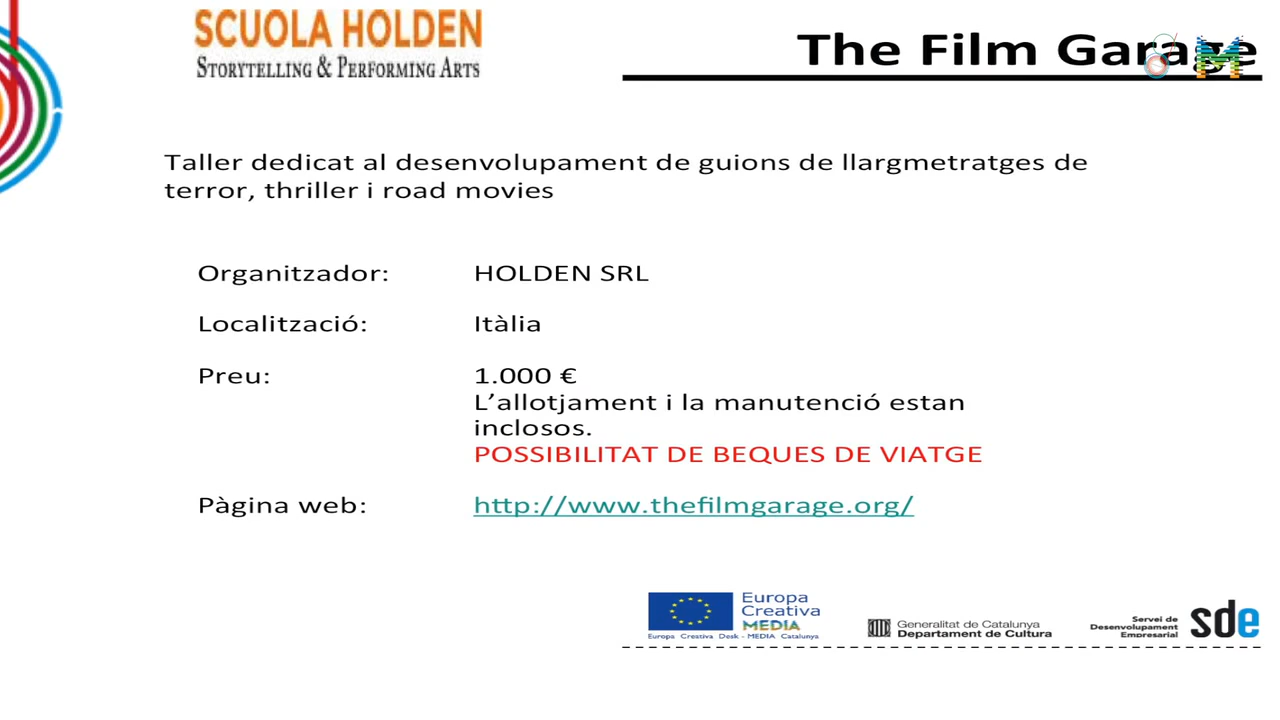 SCUOLA HOLDEN
STORYTELLING & PERFORMING ARTS
The Film Garage
Taller dedicat al desenvolupament de guions de llargmetratges de
terror, thriller i road movies
Organitzador: HOLDEN SRL
Localització: Itàlia
Preu: 1.000 €
L’allotjament i la manutenció estan
inclosos.
POSSIBILITAT DE BEQUES DE VIATGE
Pàgina web: http://www.thefilmgarage.org/
Europa
Creativa
MEDIA
Europa Creativa Desk - MEDIA Catalunya
Generalitat de Catalunya
Departament de Cultura
Servei de
Desenvolupament
Empresarial
sde